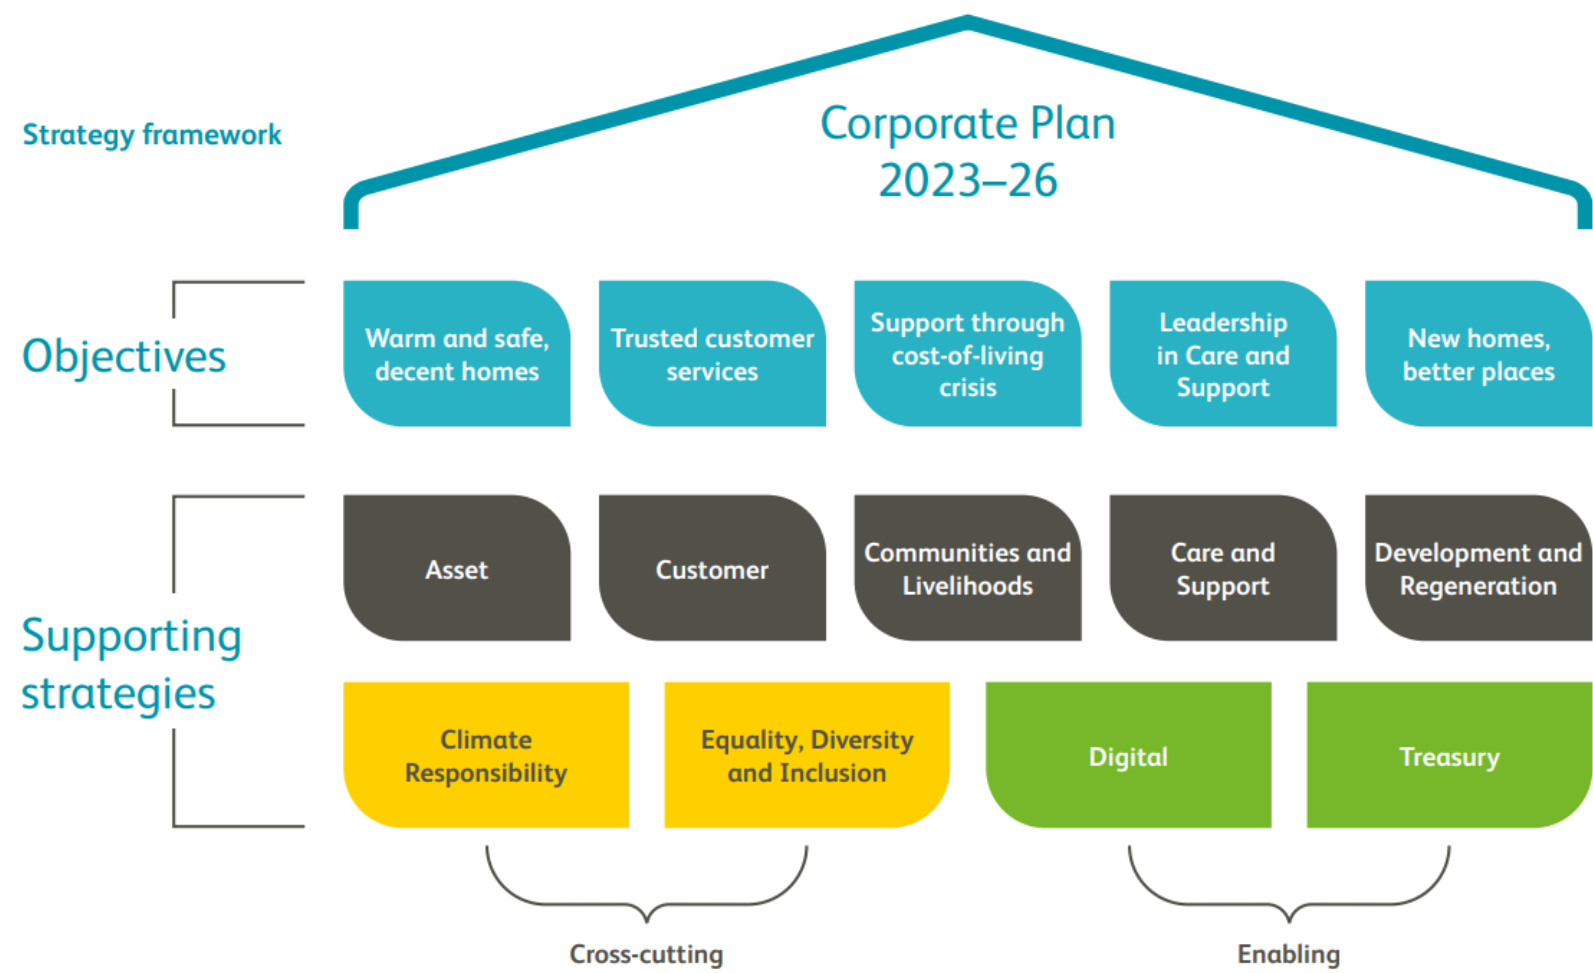 Strategy framework
Corporate Plan
2023–26
Objectives
Warm and safe,
decent homes
Trusted customer
services
Support through
cost-of-living
crisis
Leadership
in Care and
Support
New homes,
better places
Supporting
strategies
Asset
Customer
Communities and
Livelihoods
Care and
Support
Development and
Regeneration
Climate
Responsibility
Equality, Diversity
and Inclusion
Digital
Treasury
Cross-cutting
Enabling